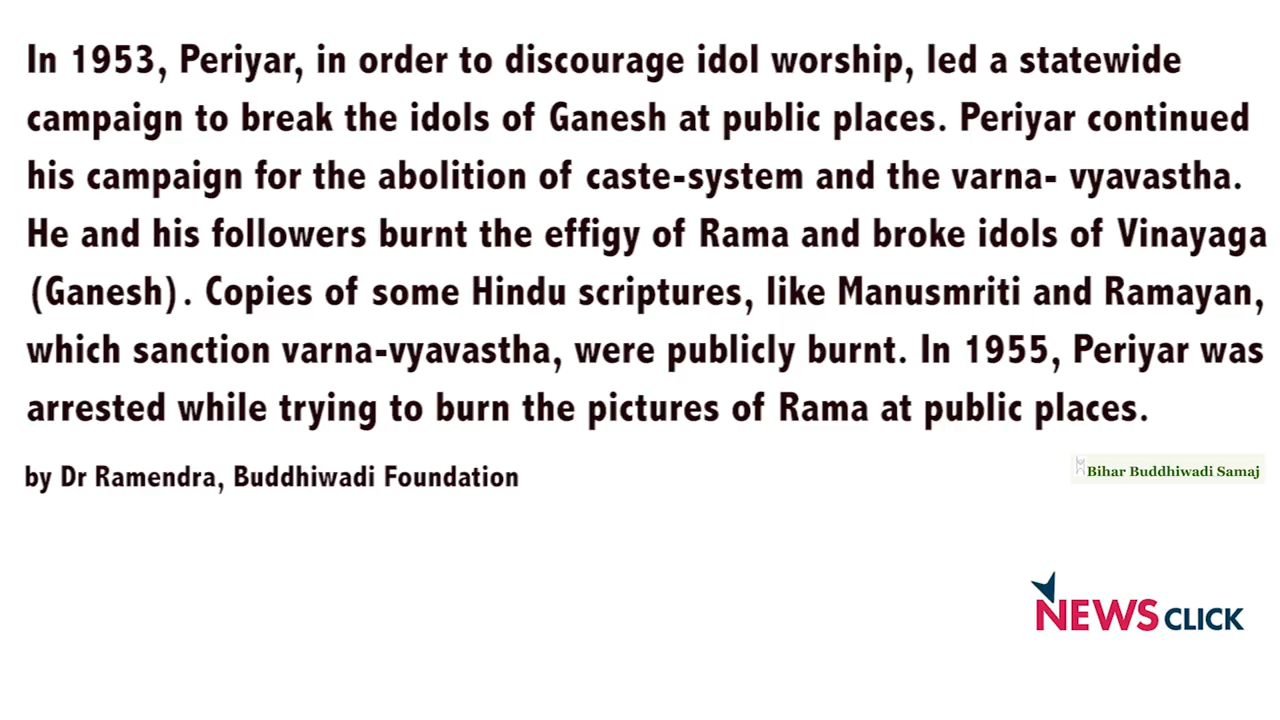 In 1953, Periyar, in order to discourage idol worship, led a statewide
campaign to break the idols of Ganesh at public places. Periyar continued
his campaign for the abolition of caste-system and the varna- vyavastha.
He and his followers burnt the effigy of Rama and broke idols of Vinayaga
(Ganesh). Copies of some Hindu scriptures, like Manusmriti and Ramayan,
which sanction varna-vyavastha, were publicly burnt. In 1955, Periyar was
arrested while trying to burn the pictures of Rama at public places.
by Dr Ramendra, Buddhiwadi Foundation
Bihar Buddhiwadi Samaj
NEWSCLICK